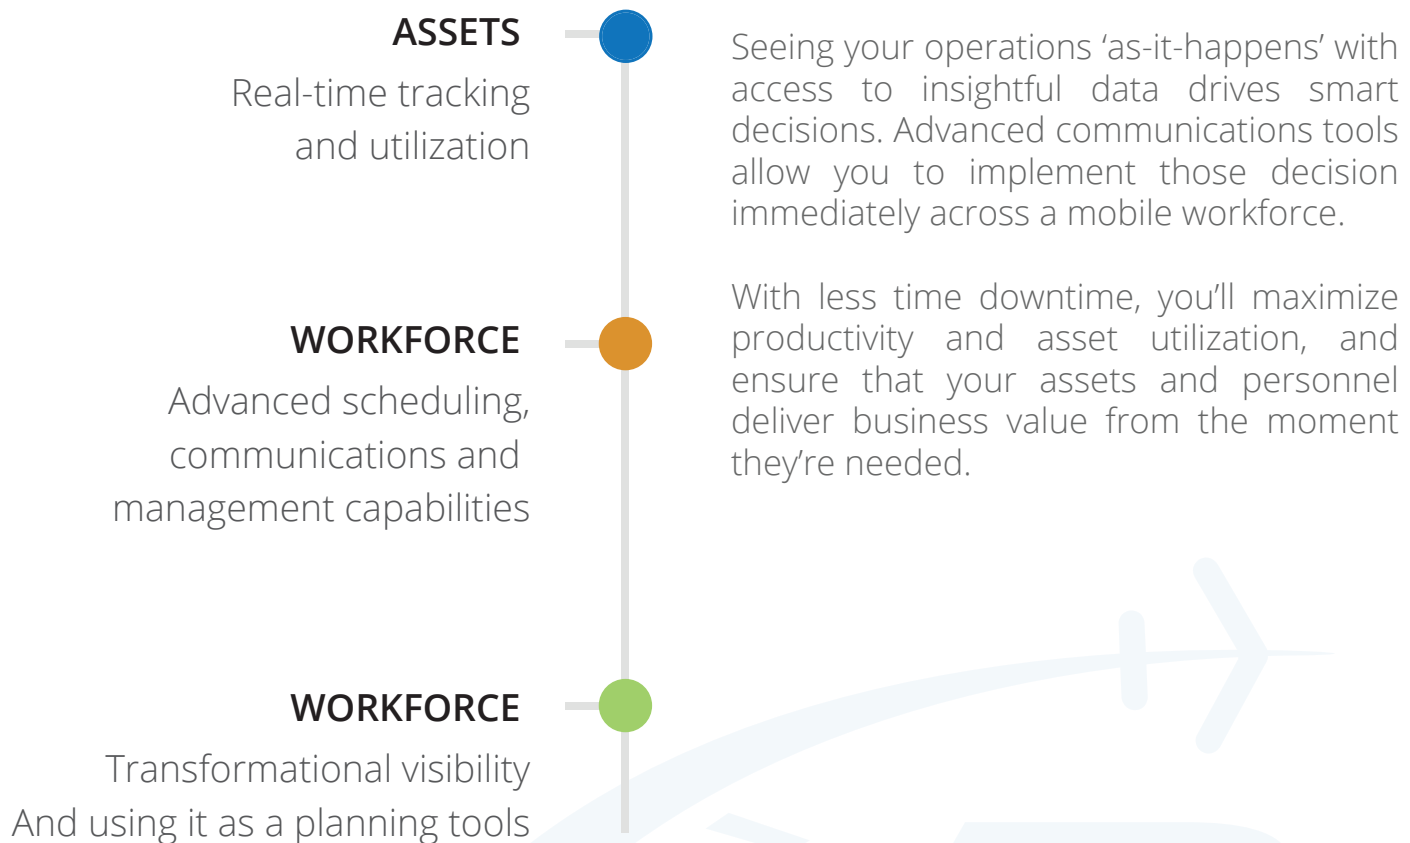 ASSETS
Real-time tracking
and utilization
WORKFORCE
Advanced scheduling,
communications and
management capabilities
WORKFORCE
Transformational visibility
And using it as a planning tools
Seeing your operations ‘as-it-happens’ with
access to insightful data drives smart
decisions. Advanced communications tools
allow you to implement those decision
immediately across a mobile workforce.
With less time downtime, you’ll maximize
productivity and asset utilization, and
ensure that your assets and personnel
deliver business value from the moment
they’re needed.